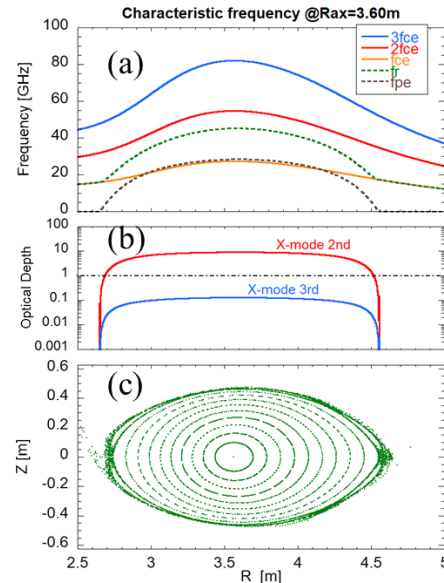 Characteristic frequency @Rax=3.60m
Frequency [GHz]
100
80
60
40
20
0
(a)
3fce
2fce
fce
fr
fpe
Optical Depth
100
10
1
0.1
0.01
0.001
(b)
X-mode 2nd
X-mode 3rd
Z [m]
0.6
0.4
0.2
0
-0.2
-0.4
-0.6
(c)
2.5 3 3.5 4 4.5 5
R [m]